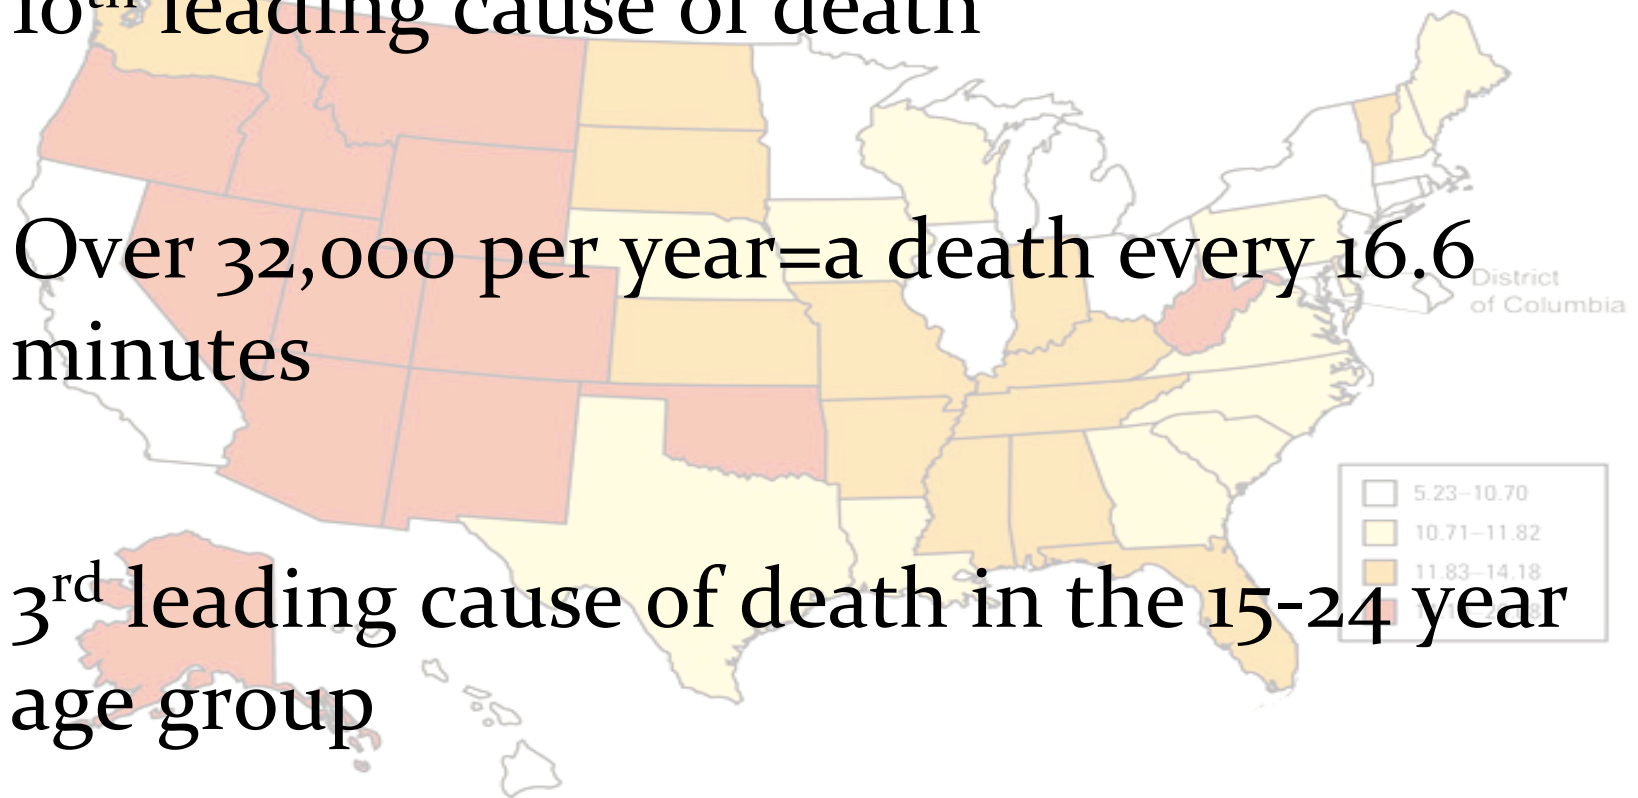 10th leading cause of death
Over 32,000 per year=a death every 16.6
minutes
District
of Columbia
5.23–10.70
10.71–11.82
11.83–14.18
3rd leading cause of death in the 15-24 year
age group